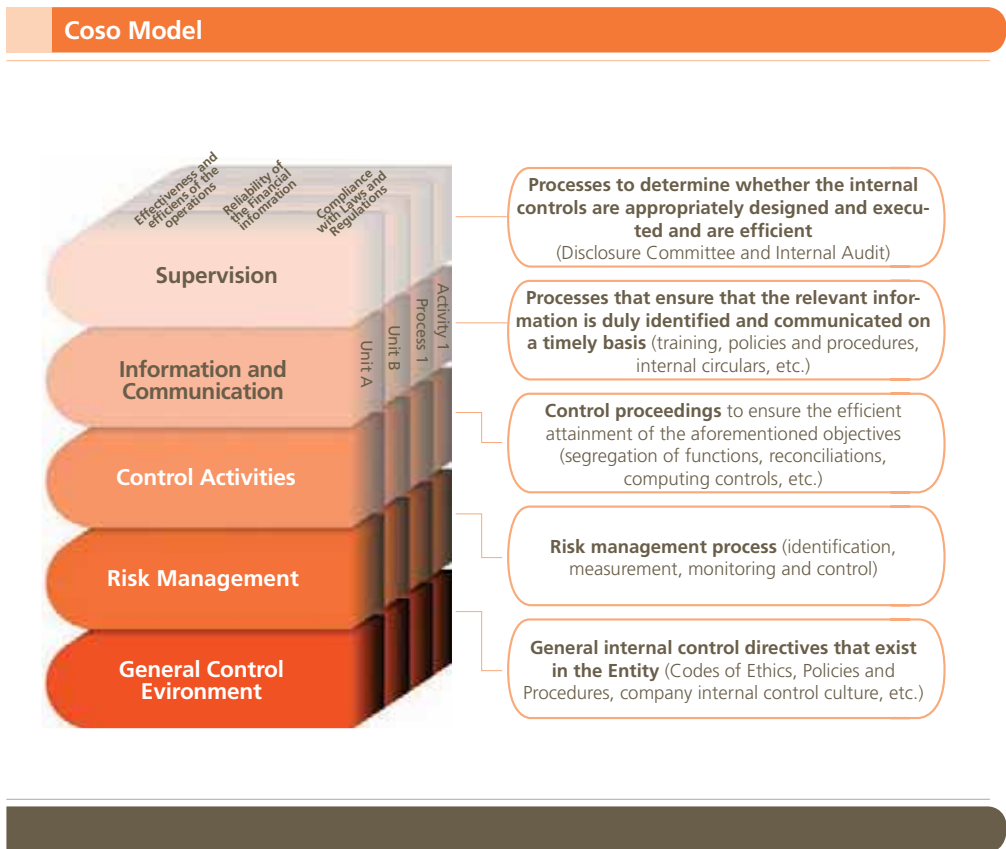 Coso Model
Effectiveness and
efficiens of the
operations
Reliability of
the Financial
infomration
Compliance
with Laws and
Regulations
Supervision
Information and
Communication
Control Activities
Risk Management
General Control
Evironment
Unit A
Unit B
Process 1
Activity 1
Processes to determine whether the internal
controls are appropriately designed and execu-
ted and are efficient
(Disclosure Committee and Internal Audit)
Processes that ensure that the relevant infor-
mation is duly identified and communicated on
a timely basis (training, policies and procedures,
internal circulars, etc.)
Control proceedings to ensure the efficient
attainment of the aforementioned objectives
(segregation of functions, reconciliations,
computing controls, etc.)
Risk management process (identification,
measurement, monitoring and control)
General internal control directives that exist
in the Entity (Codes of Ethics, Policies and
Procedures, company internal control culture, etc.)